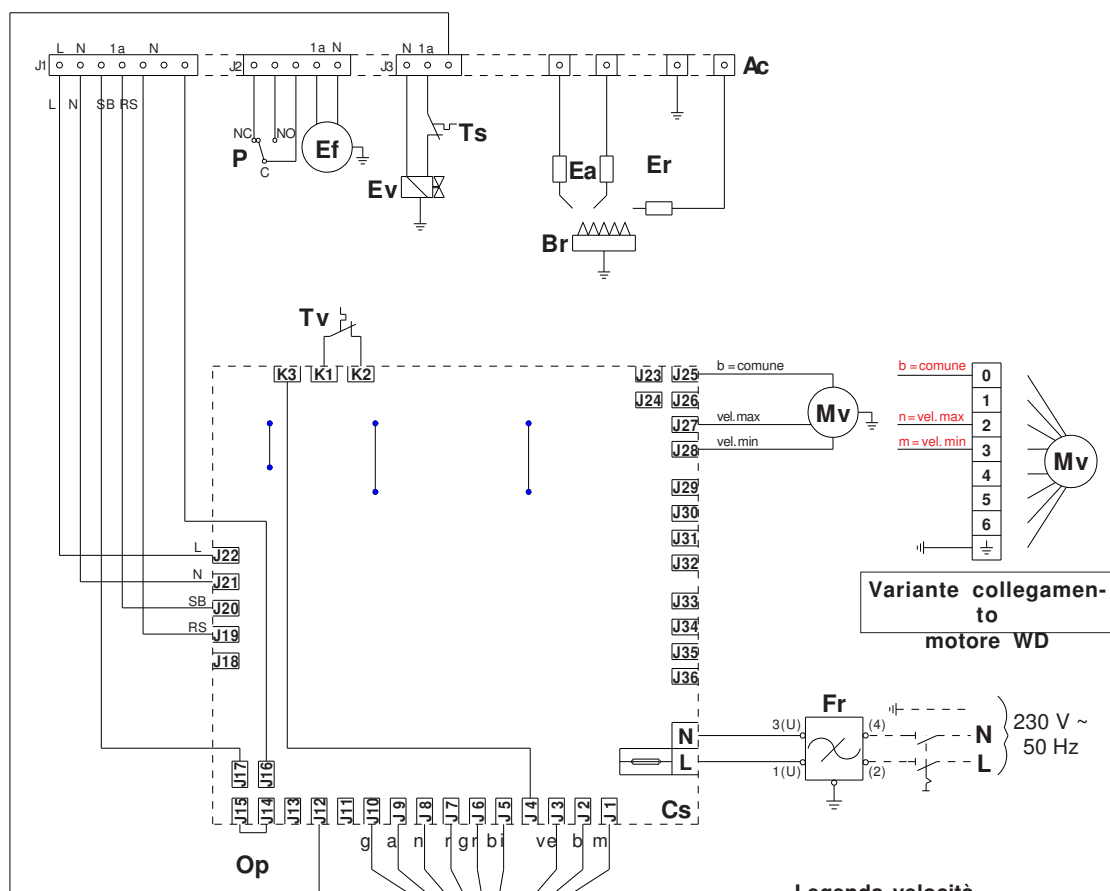 L N 1a N
1a N
N 1a
J1
J2
J3
Ac
L N SB RS
NC NO
P
C
Ef
Ts
Ev
Ea
Er
Br
Tv
K3 K1 K2
J23 J25
J24 J26
J27
J28
J29
J30
J31
J32
J33
J34
J35
J36
b = comune
vel.max
vel.min
Mv
b = comune
n= vel. max
m= vel. min
0
1
2
3
4
5
6
Mv
Variante collegamen-
to
motore WD
L J22
N J21
SB J20
RS J19
J18
J17 J16
J15 J14 J13 J12 J11 J10 J9 J8 J7 J6 J5 J4 J3 J2 J1
N
L
Cs
3(U)
1(U)
Fr
(4)
(2)
N
L
230 V ~
50 Hz
Op
g a n r gr bi ve b m
Legenda velocità